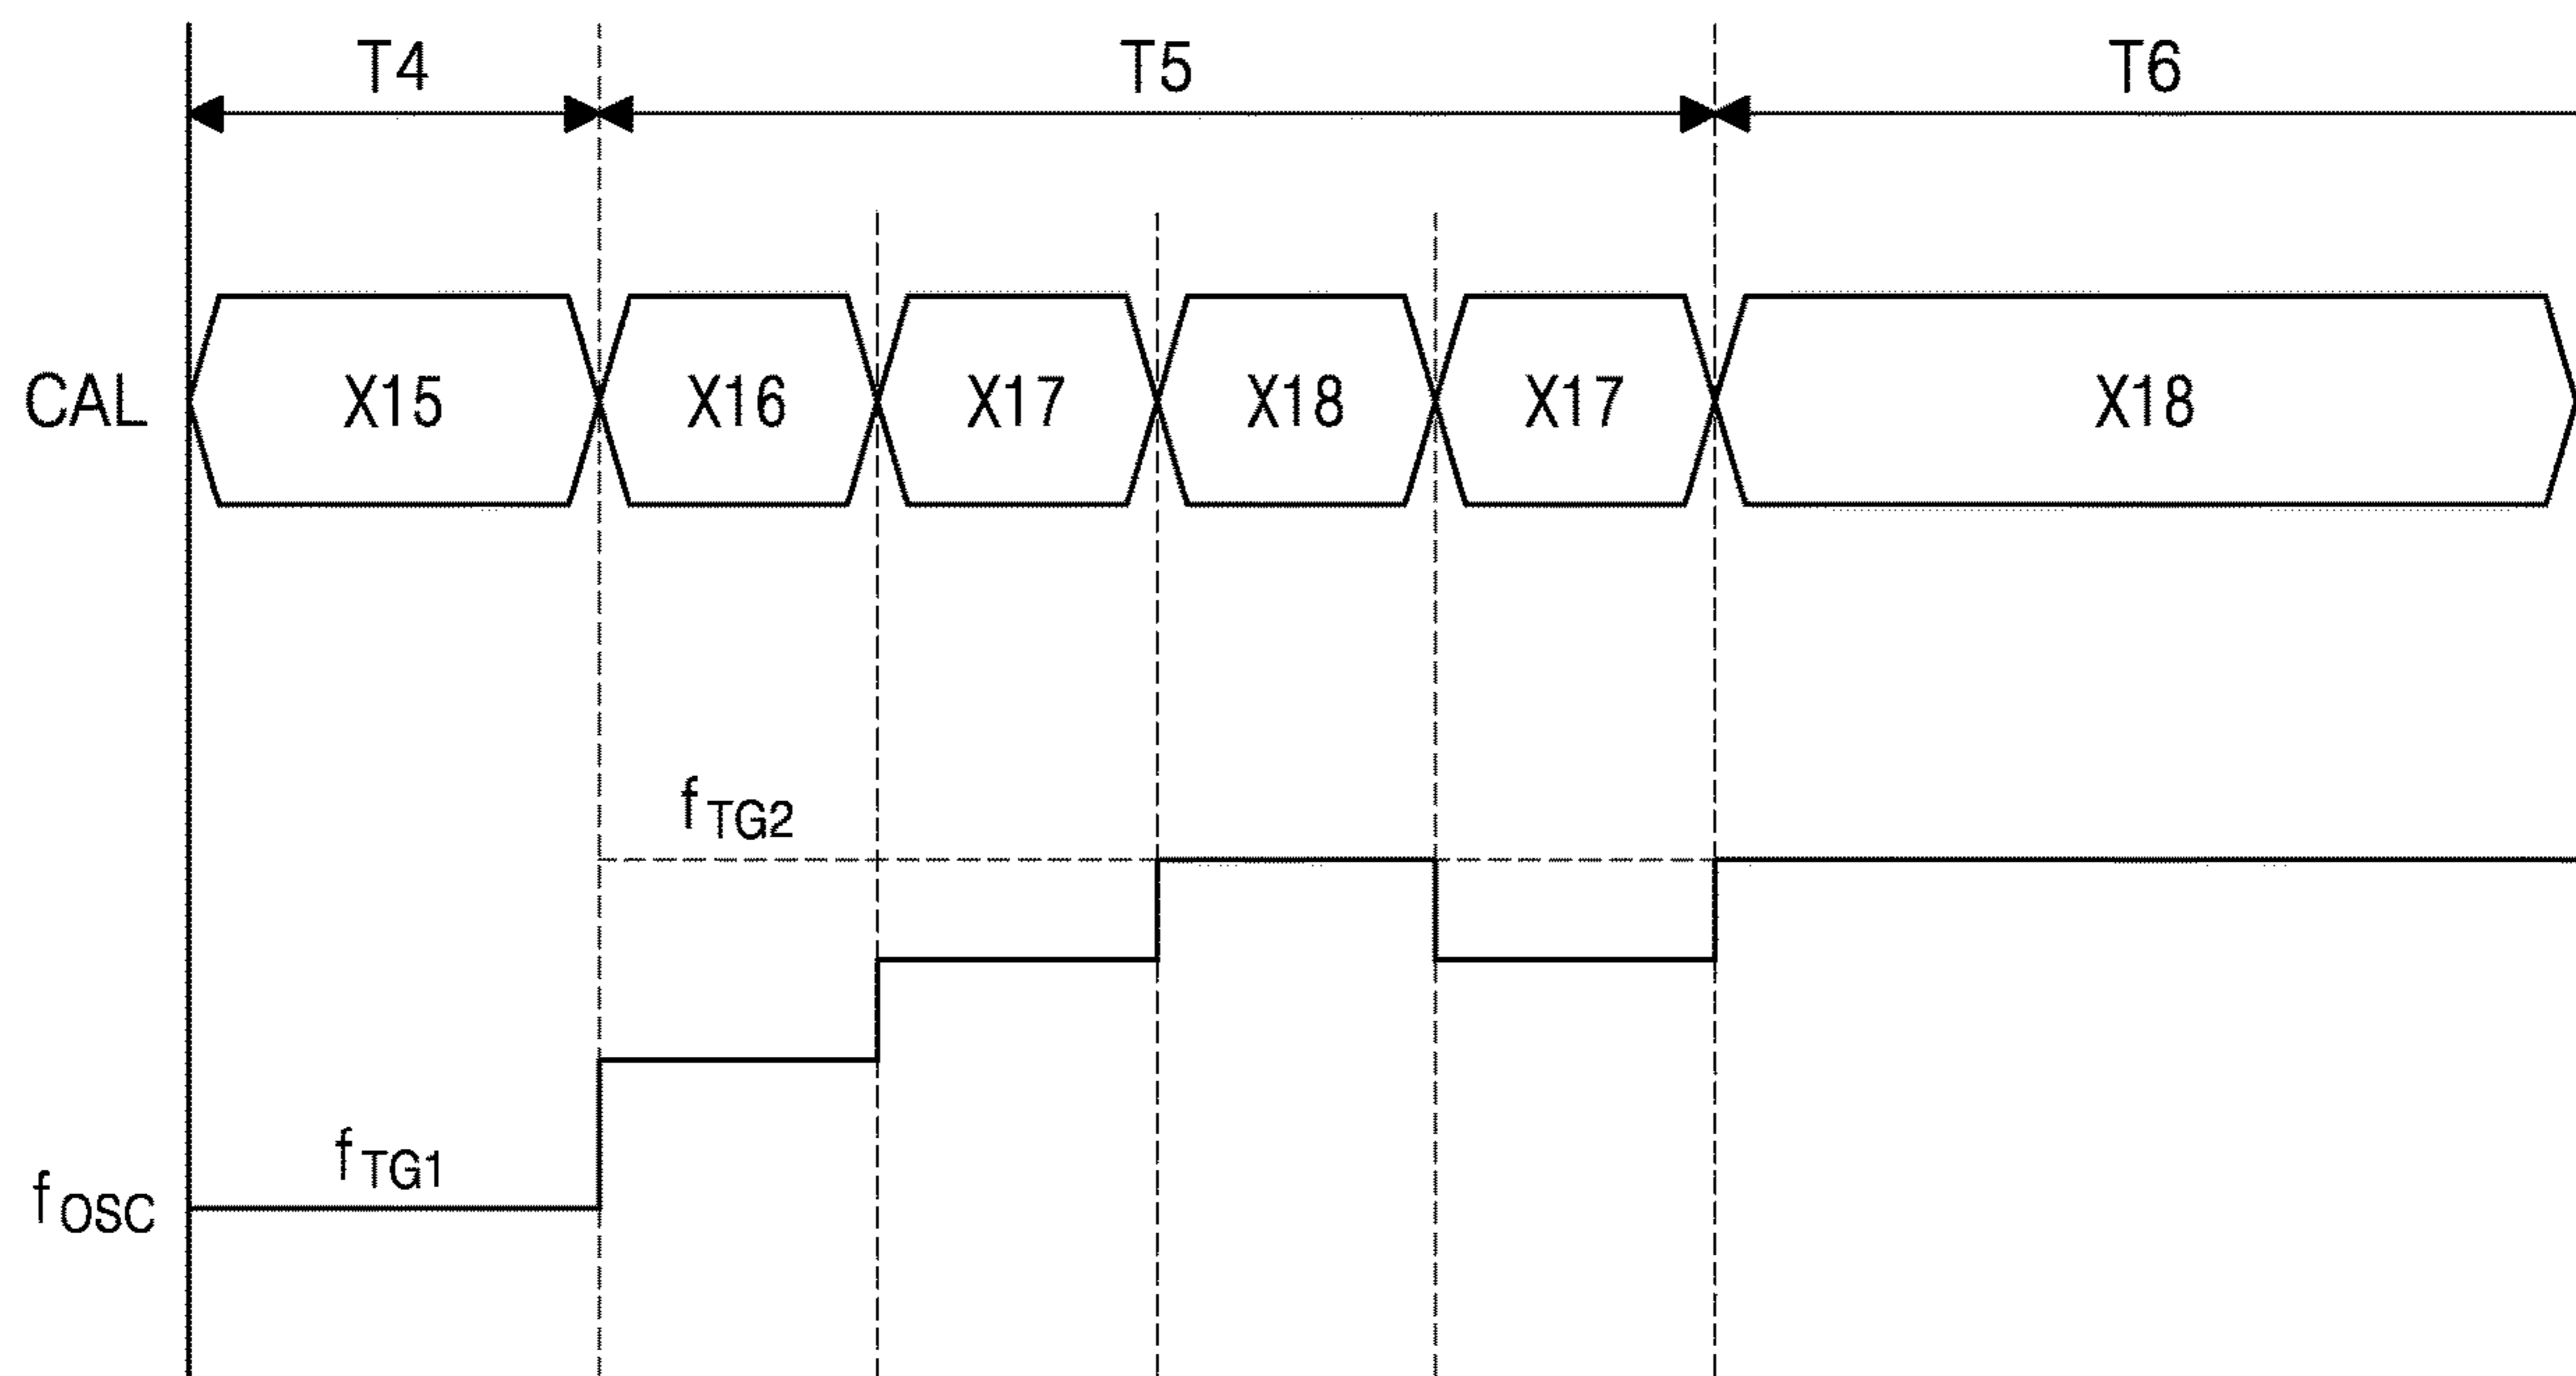 T4 T5 T6
CAL X15 X16 X17 X18 X17 X18
fTG2
fTG1
fOSC